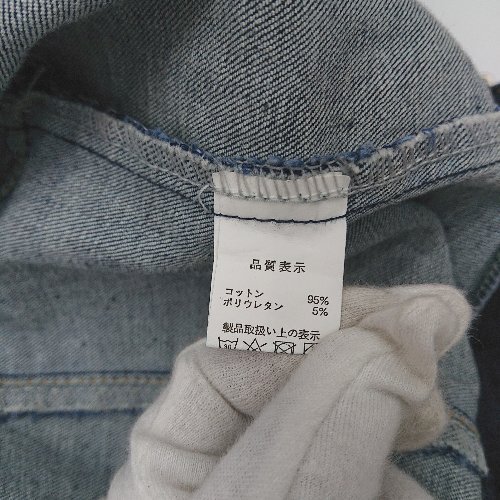 品質表示
コットン 95%
ポリウレタン 5%
製品取扱い上の表示